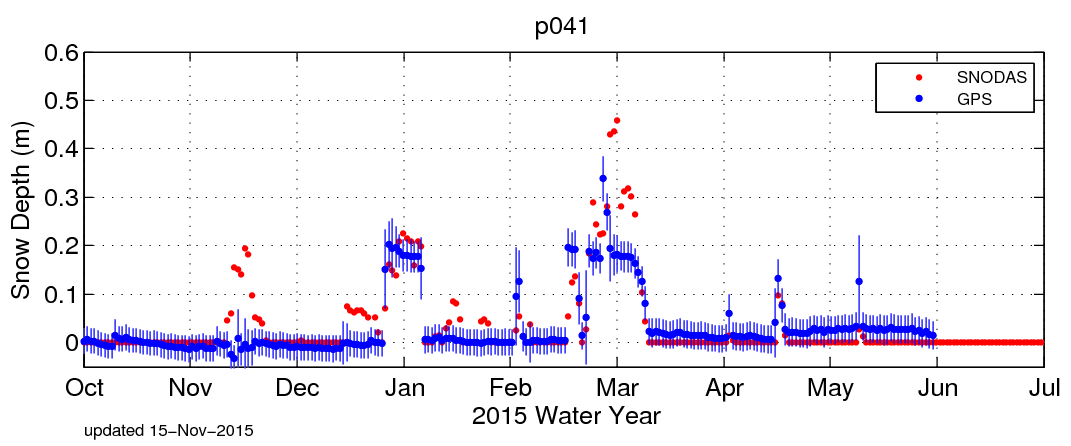 p041
0.6
0.5
0.4
0.3
0.2
0.1
0
Snow Depth (m)
SNODAS
GPS
Oct Nov Dec Jan Feb Mar Apr May Jun Jul
2015 Water Year
updated 15−Nov−2015